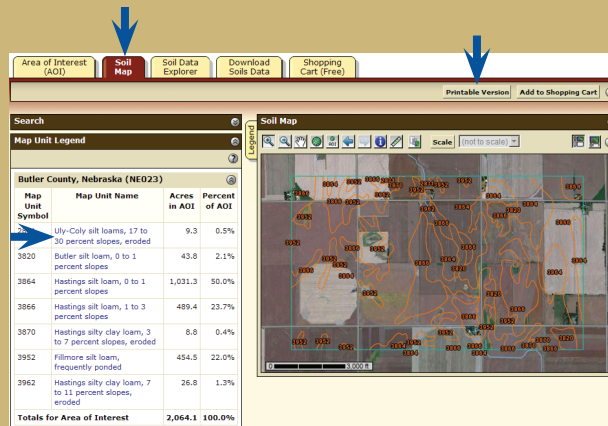 Area of Interest
(AOI)
Soil
Map
Soil Data
Explorer
Download
Soils Data
Shopping
Cart (Free)
Printable Version
Add to Shopping Cart
Search
Map Unit Legend
Butler County, Nebraska (NE023)
Map Unit Symbol Map Unit Name Acres in AOI Percent of AOI
Uly-Coly silt loams, 17 to 9.3 0.5%
30 percent slopes, eroded
3820 Butler silt loam, 0 to 1 43.8 2.1%
percent slopes
3864 Hastings silt loam, 0 to 1 1,031.3 50.0%
percent slopes
3866 Hastings silt loam, 1 to 3 489.4 23.7%
percent slopes
3870 Hastings silty clay loam, 3 8.8 0.4%
to 7 percent slopes, eroded
3952 Fillmore silt loam, 454.5 22.0%
frequently ponded
3962 Hastings silty clay loam, 7 26.8 1.3%
to 11 percent slopes,
eroded
Totals for Area of Interest 2,064.1 100.0%
Legend
Soil Map
Scale (not to scale)
0 3,000 ft